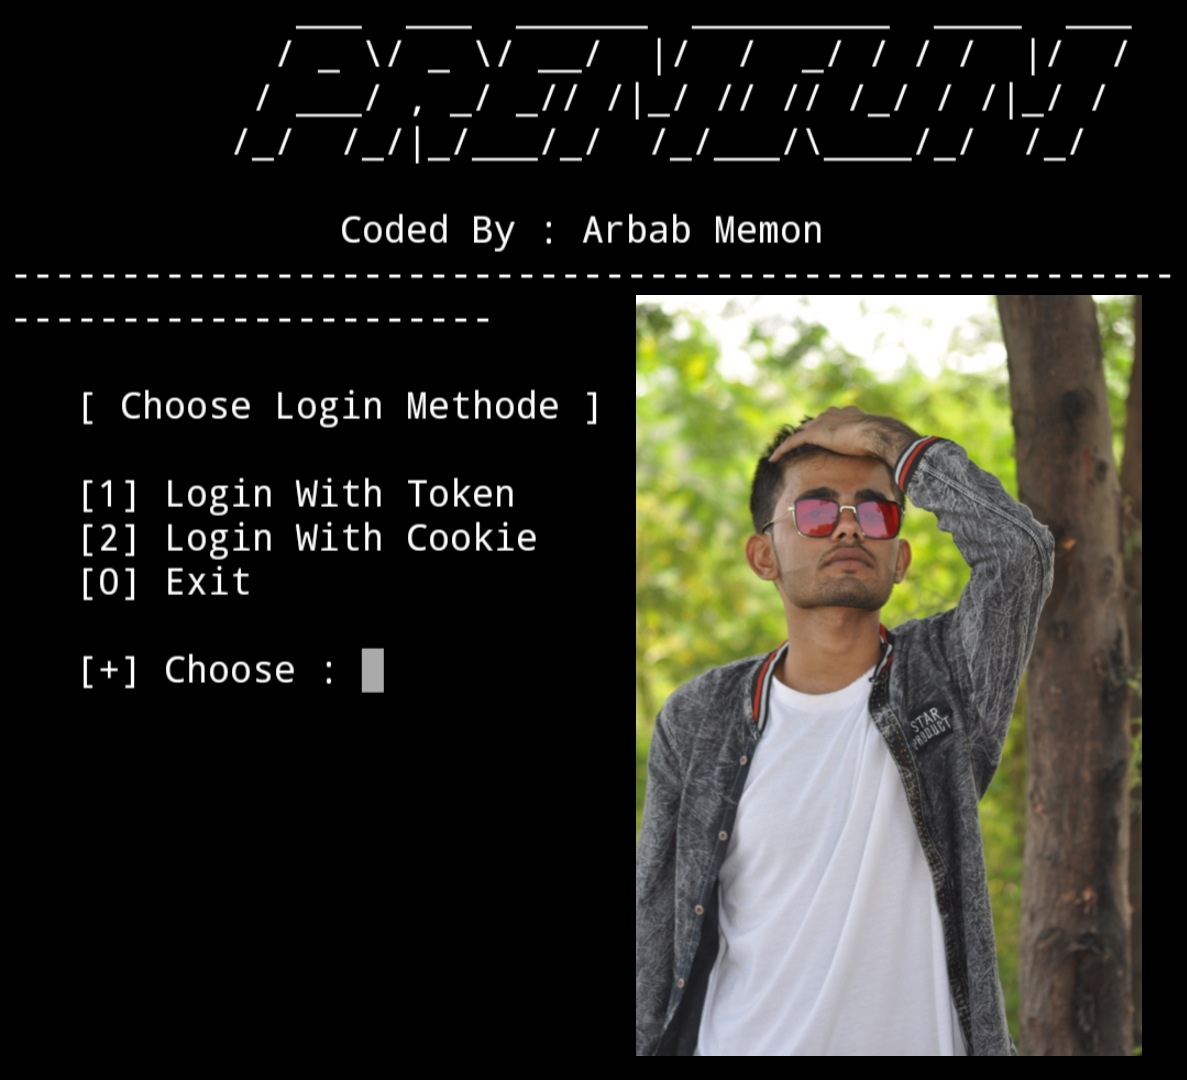 PREMIUM
Coded By : Arbab Memon
-----------------------------------------------------
----------------------
[ Choose Login Methode ]
[1] Login With Token
[2] Login With Cookie
[0] Exit
[+] Choose :
STAR
PRODUCT